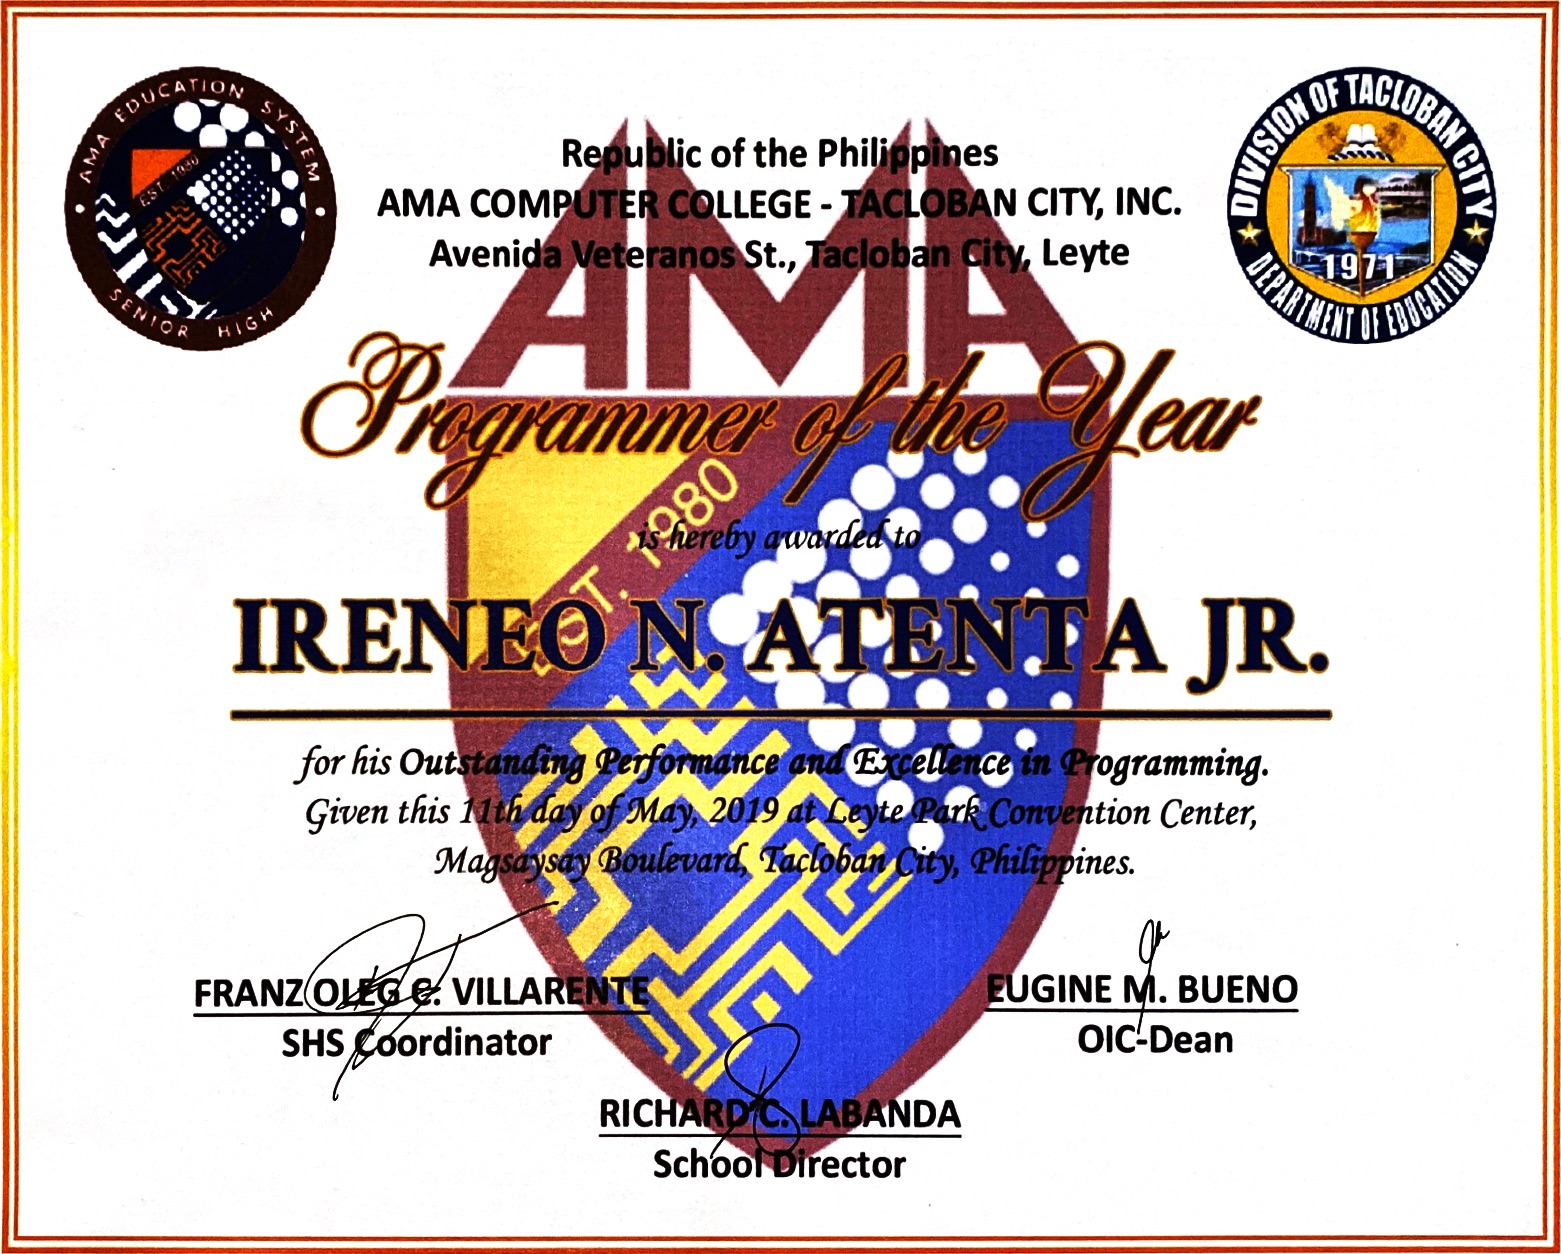 AMA EDUCATION SYSTEM
EST. 1980
SENIOR HIGH
DIVISION OF TACLOBAN CITY
1971
DEPARTMENT OF EDUCATION
Republic of the Philippines
AMA COMPUTER COLLEGE - TACLOBAN CITY, INC.
Avenida Veteranos St., Tacloban City, Leyte
AMA
Programmer of the Year
EST. 1980
is hereby awarded to
IRENEO N. ATENTA JR.
for his Outstanding Performance and Excellence in Programming.
Given this 11th day of May, 2019 at Leyte Park Convention Center,
Magsaysay Boulevard, Tacloban City, Philippines.
FRANZ OLEG C. VILLARENTE
SHS Coordinator
EUGINE M. BUENO
OIC-Dean
RICHARD C. LABANDA
School Director